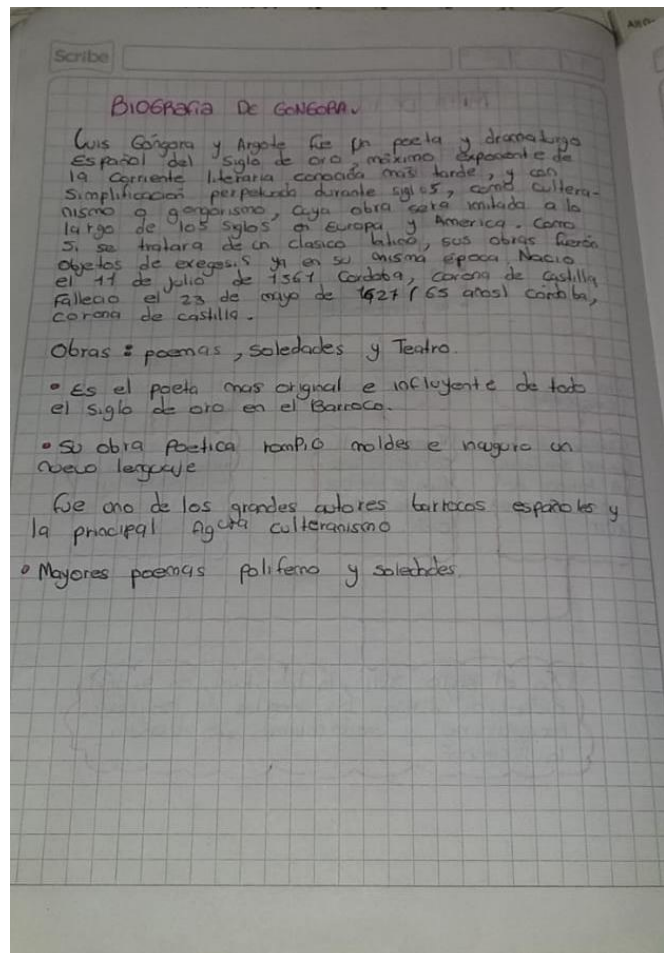 Scribe
BIOGRAFIA DE GONGORA.
Luis Góngora y Argote fue un poeta y dramaturgo
Español del siglo de oro, máximo exponente de
la corriente literaria conocida más tarde, y con
simplificación perpetuada durante siglos, como cultera-
nismo o gongorismo, cuya obra será imitada a lo
largo de los siglos en Europa y America. Como
si se tratara de un clasico latino, sus obras fuerón
objetos de exegesis ya en su misma época. Nacio
el 11 de julio de 1561 Cordoba, corona de castilla
Fallecio el 23 de mayo de 1627 (65 años) cordoba,
corona de castilla.
Obras: poemas, soledades y Teatro.
• Es el poeta mas original e influyente de todo
el siglo de oro en el Barroco.
• Su obra Poetica rompio moldes e naguro un
nuevo lenguaje
Fue uno de los grandes autores barrocos españoles y
la principal figura culteranismo
• Mayores poemas polifemo y soledades.